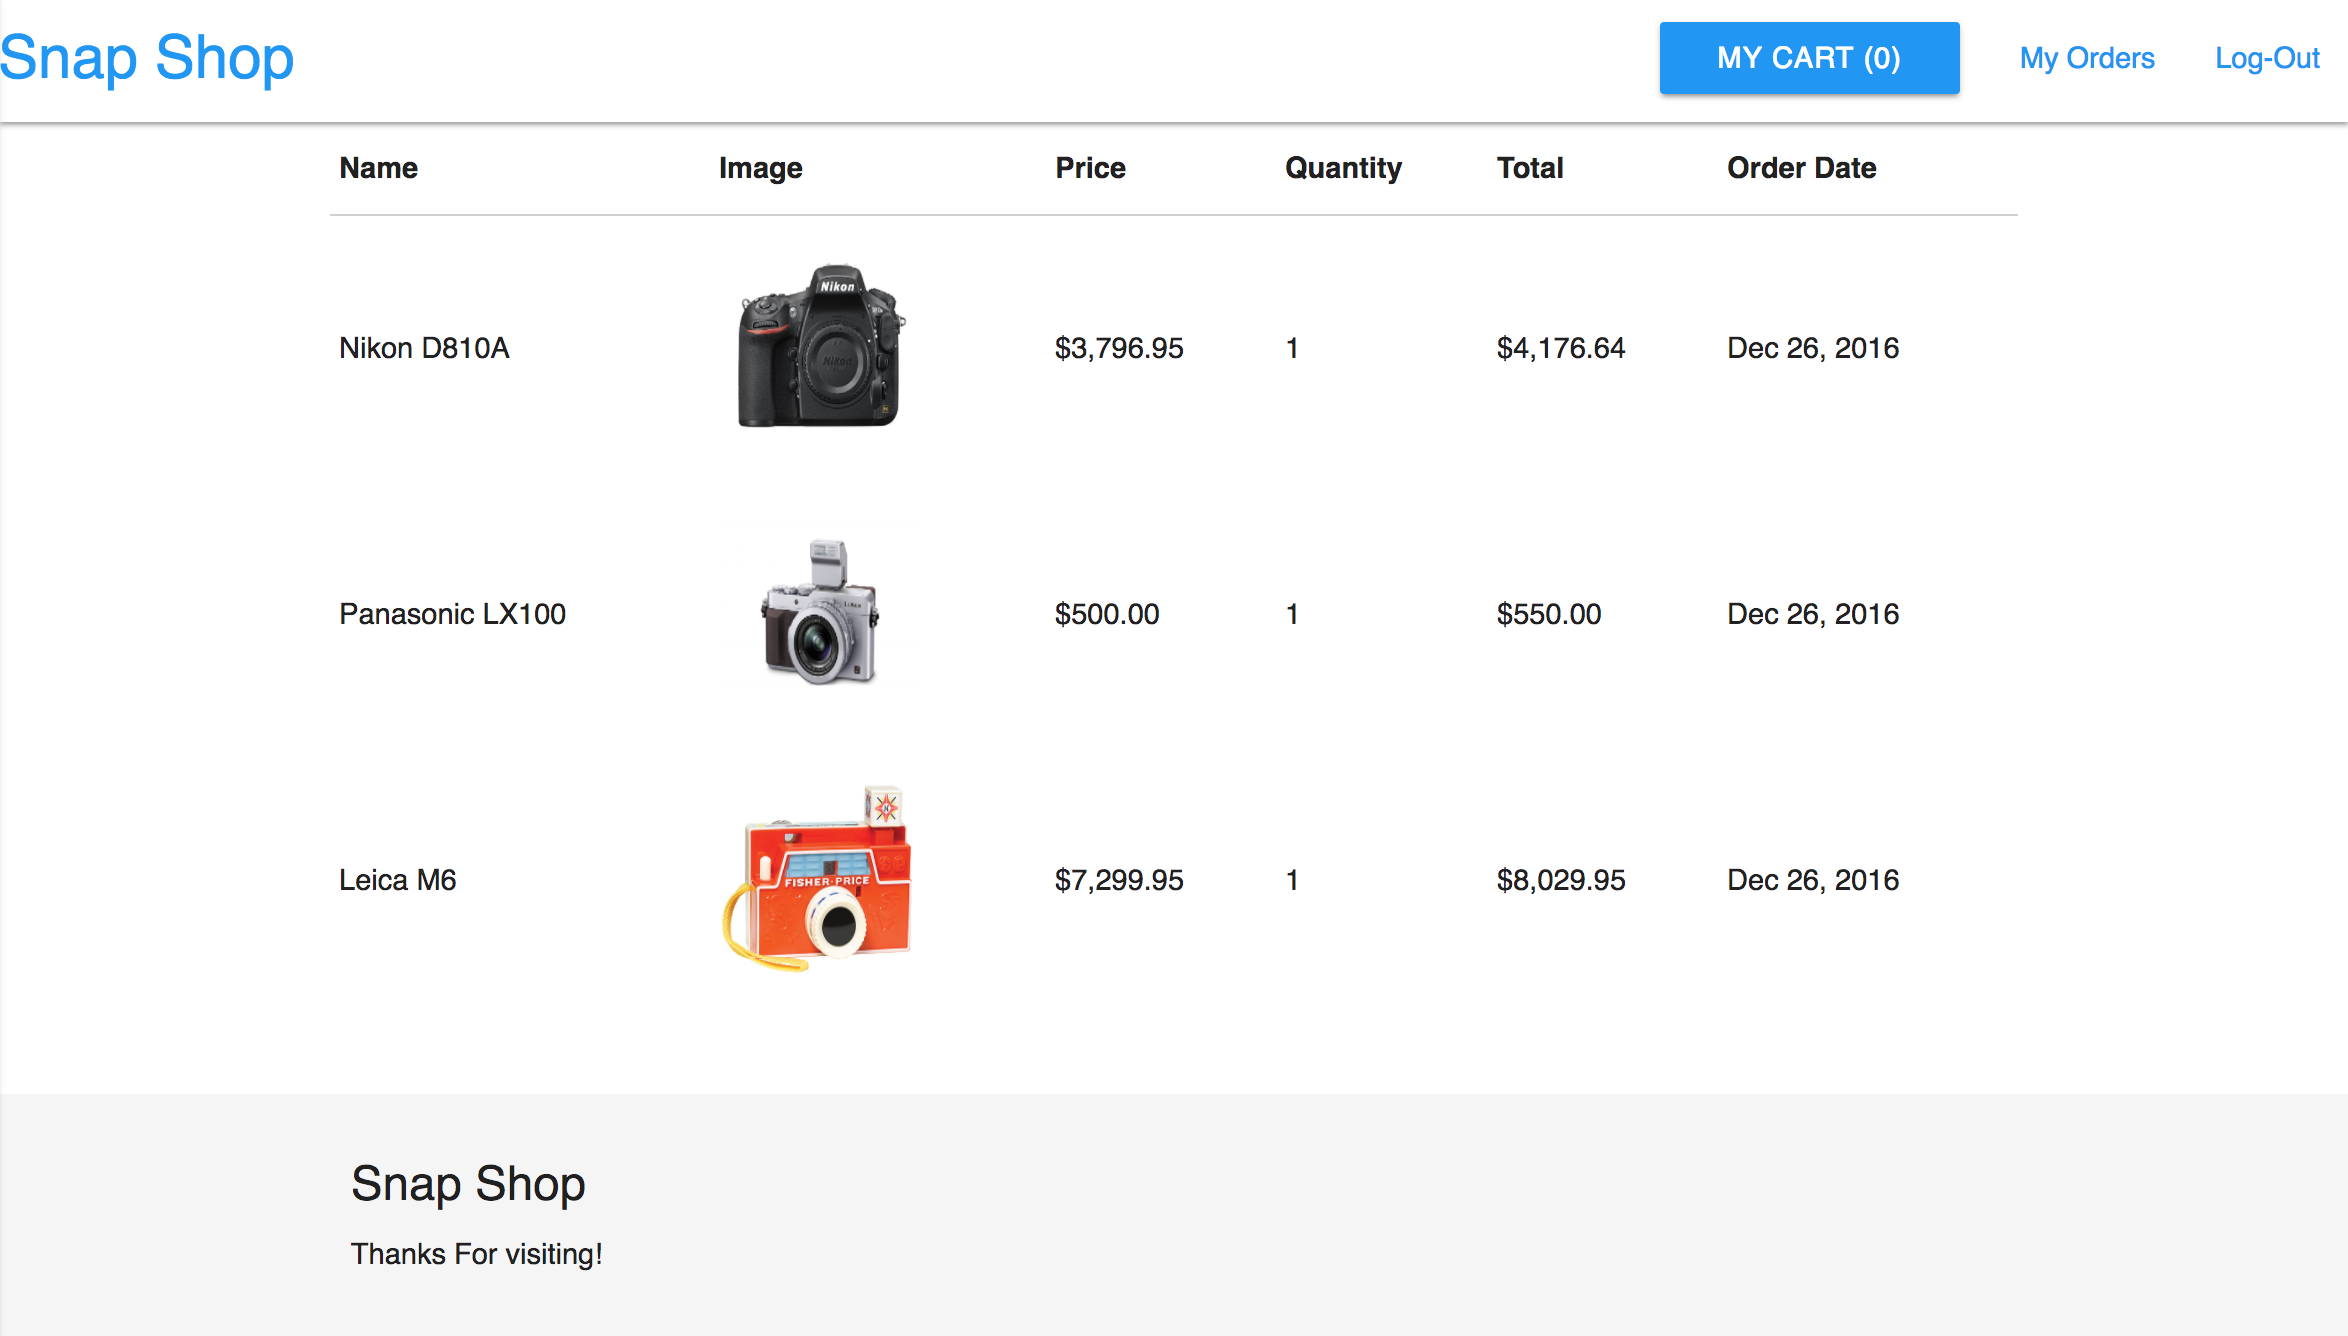 Snap Shop MY CART (0) My Orders Log-Out
Name Image Price Quantity Total Order Date
Nikon
Nikon
Nikon D810A $3,796.95 1 $4,176.64 Dec 26, 2016
LUMIX
Panasonic LX100 $500.00 1 $550.00 Dec 26, 2016
FISHER-PRICE
Leica M6 $7,299.95 1 $8,029.95 Dec 26, 2016
Snap Shop
Thanks For visiting!